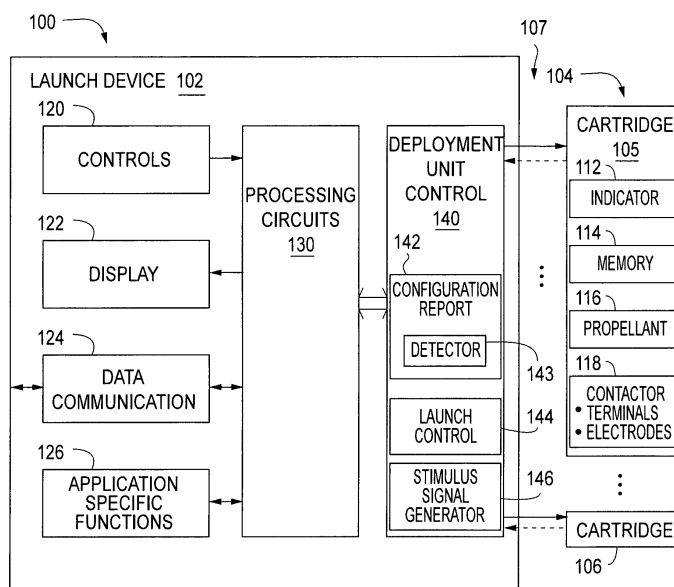 100
107
104
LAUNCH DEVICE 102
120
CONTROLS
122
DISPLAY
124
DATA
COMMUNICATION
126
APPLICATION
SPECIFIC
FUNCTIONS
PROCESSING
CIRCUITS
130
DEPLOYMENT
UNIT
CONTROL
140
142
CONFIGURATION
REPORT
DETECTOR
143
LAUNCH
CONTROL
144
STIMULUS
SIGNAL
GENERATOR
146
CARTRIDGE
105
112
INDICATOR
114
MEMORY
116
PROPELLANT
118
CONTACTOR
• TERMINALS
• ELECTRODES
CARTRIDGE
106